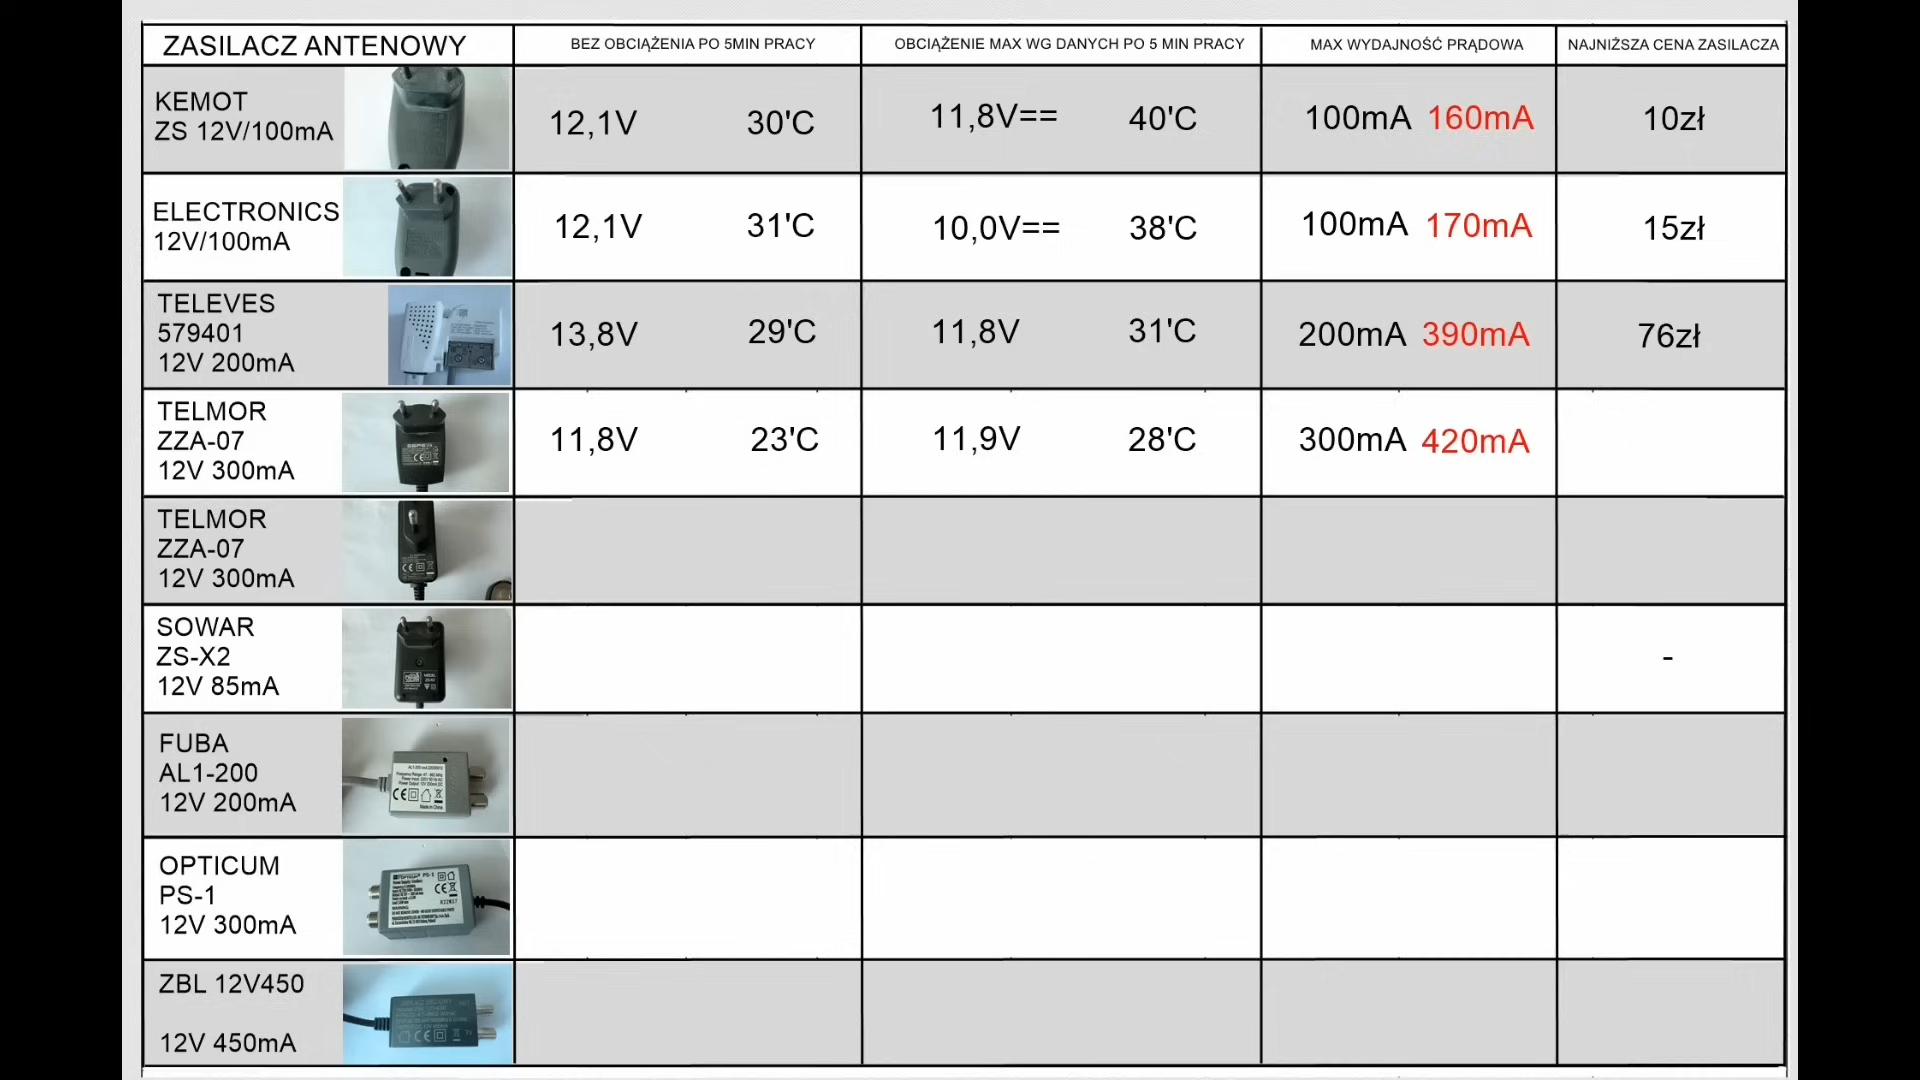 ZASILACZ ANTENOWY
BEZ OBCIĄŻENIA PO 5MIN PRACY
OBCIĄŻENIE MAX WG DANYCH PO 5 MIN PRACY
MAX WYDAJNOŚĆ PRĄDOWA
NAJNIŻSZA CENA ZASILACZA
KEMOT
ZS 12V/100mA
12,1V 30'C
11,8V== 40'C
100mA 160mA
10zł
ELECTRONICS
12V/100mA
12,1V 31'C
10,0V== 38'C
100mA 170mA
15zł
TELEVES
579401
12V 200mA
13,8V 29'C
11,8V 31'C
200mA 390mA
76zł
TELMOR
ZZA-07
12V 300mA
11,8V 23'C
11,9V 28'C
300mA 420mA
TELMOR
ZZA-07
12V 300mA
SOWAR
ZS-X2
12V 85mA
-
FUBA
AL1-200
12V 200mA
OPTICUM
PS-1
12V 300mA
ZBL 12V450
12V 450mA